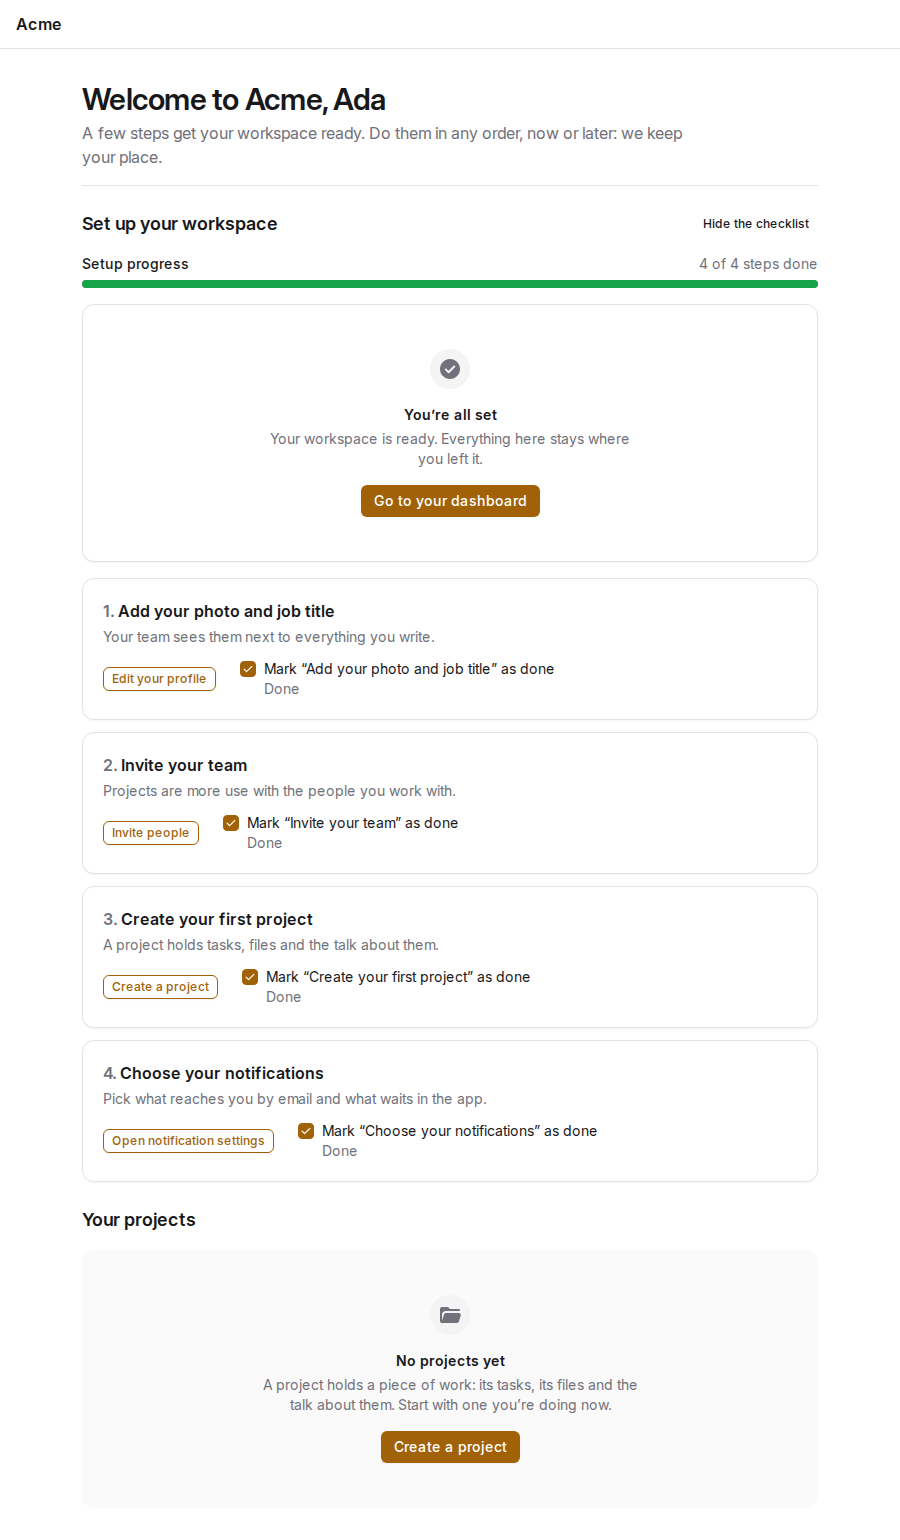 Acme
Welcome to Acme, Ada
A few steps get your workspace ready. Do them in any order, now or later: we keep
your place.
Set up your workspace
Hide the checklist
Setup progress
4 of 4 steps done
You’re all set
Your workspace is ready. Everything here stays where
you left it.
Go to your dashboard
1. Add your photo and job title
Your team sees them next to everything you write.
Edit your profile
Mark “Add your photo and job title” as done
Done
2. Invite your team
Projects are more use with the people you work with.
Invite people
Mark “Invite your team” as done
Done
3. Create your first project
A project holds tasks, files and the talk about them.
Create a project
Mark “Create your first project” as done
Done
4. Choose your notifications
Pick what reaches you by email and what waits in the app.
Open notification settings
Mark “Choose your notifications” as done
Done
Your projects
No projects yet
A project holds a piece of work: its tasks, its files and the
talk about them. Start with one you’re doing now.
Create a project